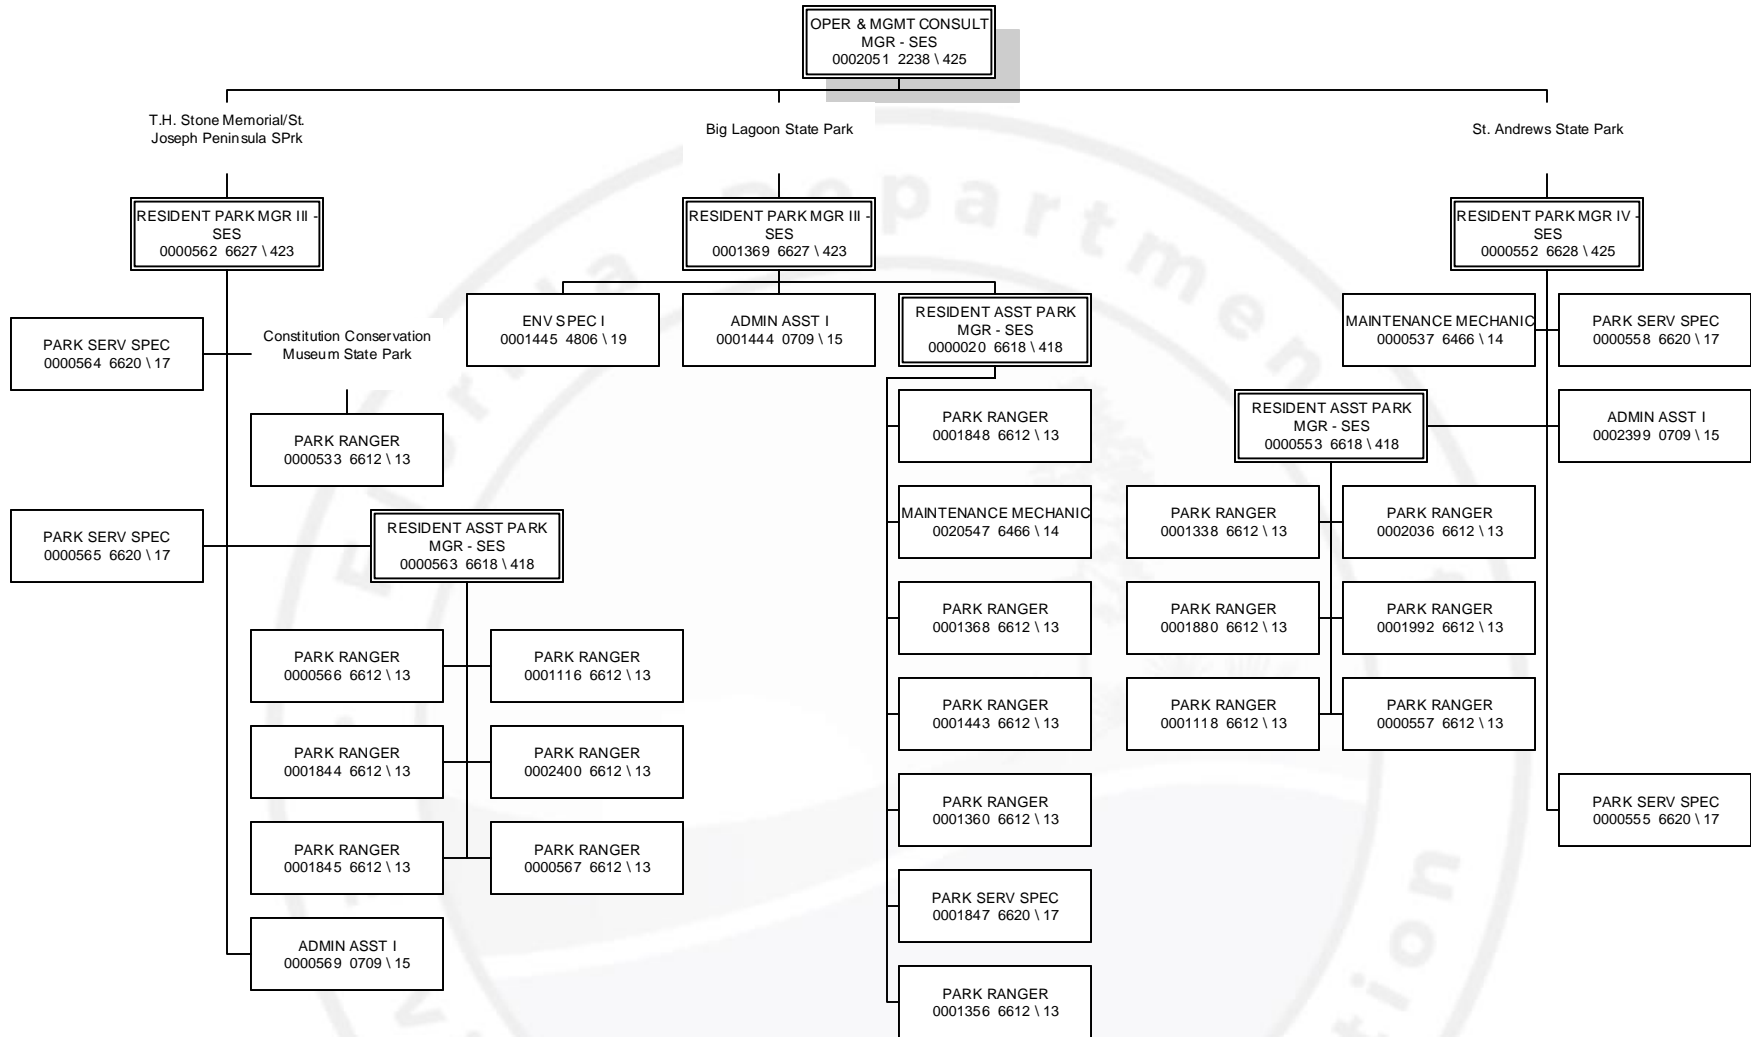 OPER & MGMT CONSULT
MGR - SES
0002051 2238 \ 425
T.H. Stone Memorial/St.
Joseph Peninsula SPrk
Big Lagoon State Park
St. Andrews State Park
RESIDENT PARK MGR III -
SES
0000562 6627 \ 423
RESIDENT PARK MGR III -
SES
0001369 6627 \ 423
RESIDENT PARK MGR IV -
SES
0000552 6628 \ 425
PARK SERV SPEC
0000564 6620 \ 17
Constitution Conservation
Museum State Park
PARK RANGER
0000533 6612 \ 13
PARK SERV SPEC
0000565 6620 \ 17
RESIDENT ASST PARK
MGR - SES
0000563 6618 \ 418
PARK RANGER
0000566 6612 \ 13
PARK RANGER
0001116 6612 \ 13
PARK RANGER
0001844 6612 \ 13
PARK RANGER
0002400 6612 \ 13
PARK RANGER
0001845 6612 \ 13
PARK RANGER
0000567 6612 \ 13
ADMIN ASST I
0000569 0709 \ 15
ENV SPEC I
0001445 4806 \ 19
ADMIN ASST I
0001444 0709 \ 15
RESIDENT ASST PARK
MGR - SES
0000020 6618 \ 418
PARK RANGER
0001848 6612 \ 13
MAINTENANCE MECHANIC
0020547 6466 \ 14
PARK RANGER
0001368 6612 \ 13
PARK RANGER
0001443 6612 \ 13
PARK RANGER
0001360 6612 \ 13
PARK SERV SPEC
0001847 6620 \ 17
PARK RANGER
0001356 6612 \ 13
MAINTENANCE MECHANIC
0000537 6466 \ 14
PARK SERV SPEC
0000558 6620 \ 17
RESIDENT ASST PARK
MGR - SES
0000553 6618 \ 418
ADMIN ASST I
0002399 0709 \ 15
PARK RANGER
0001338 6612 \ 13
PARK RANGER
0002036 6612 \ 13
PARK RANGER
0001880 6612 \ 13
PARK RANGER
0001992 6612 \ 13
PARK RANGER
0001118 6612 \ 13
PARK RANGER
0000557 6612 \ 13
PARK SERV SPEC
0000555 6620 \ 17
Florida Department